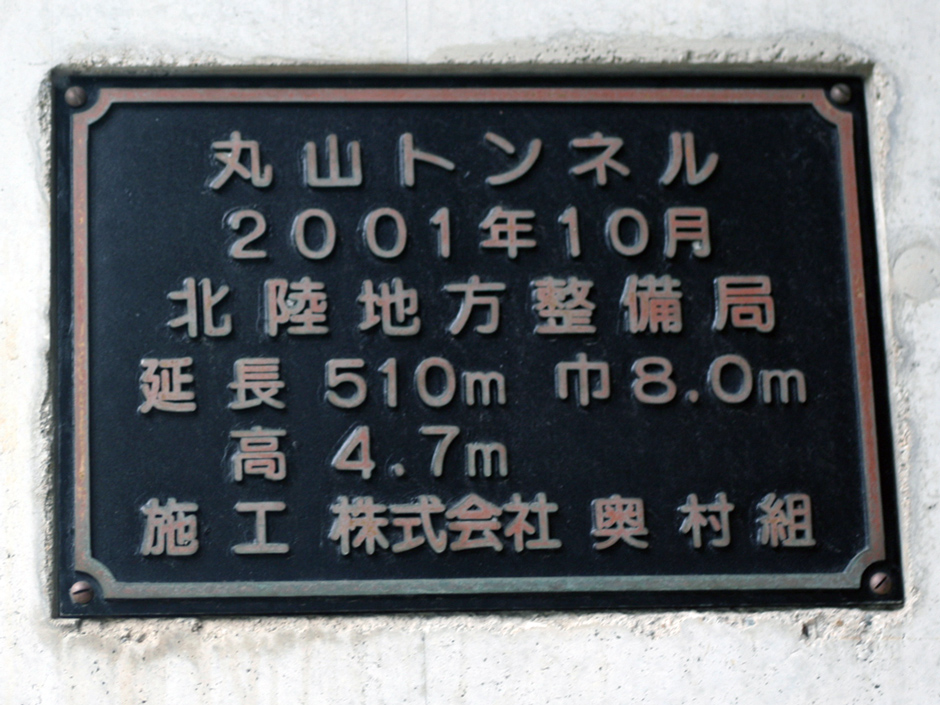 丸山トンネル
2001年10月
北陸地方整備局
延長 510m 巾8.0m
高 4.7m
施工 株式会社 奥村組